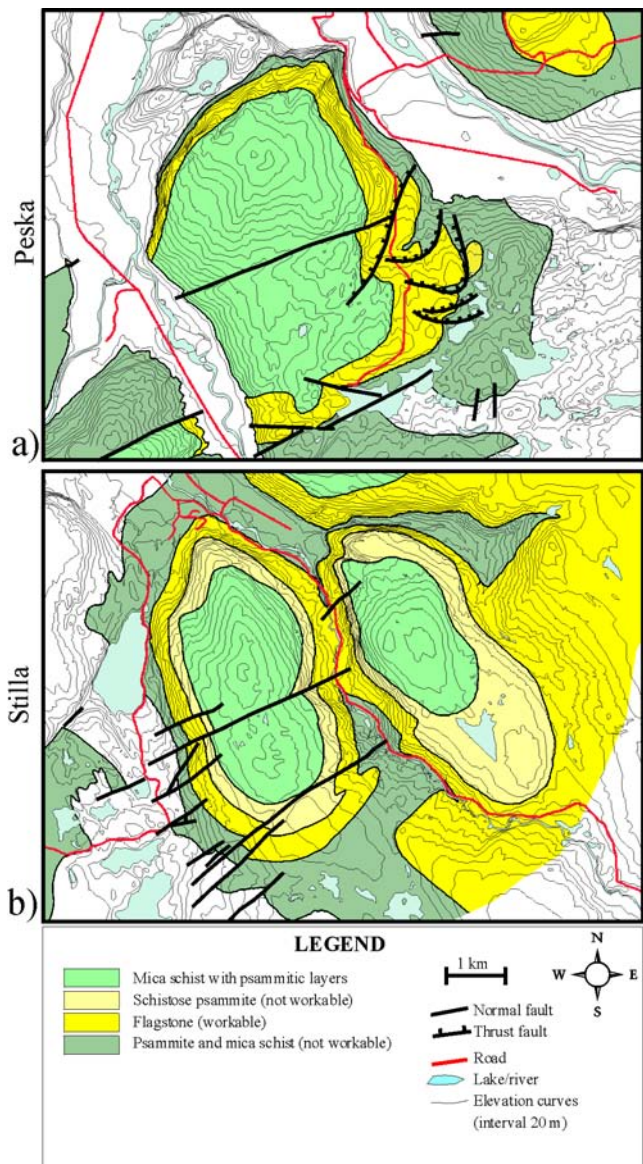 Peska
a)
Stilla
b)
LEGEND
Mica schist with psammitic layers
Schistose psammite (not workable)
Flagstone (workable)
Psammite and mica schist (not workable)
1 km
N
W E
S
Normal fault
Thrust fault
Road
Lake/river
Elevation curves
(interval 20 m)